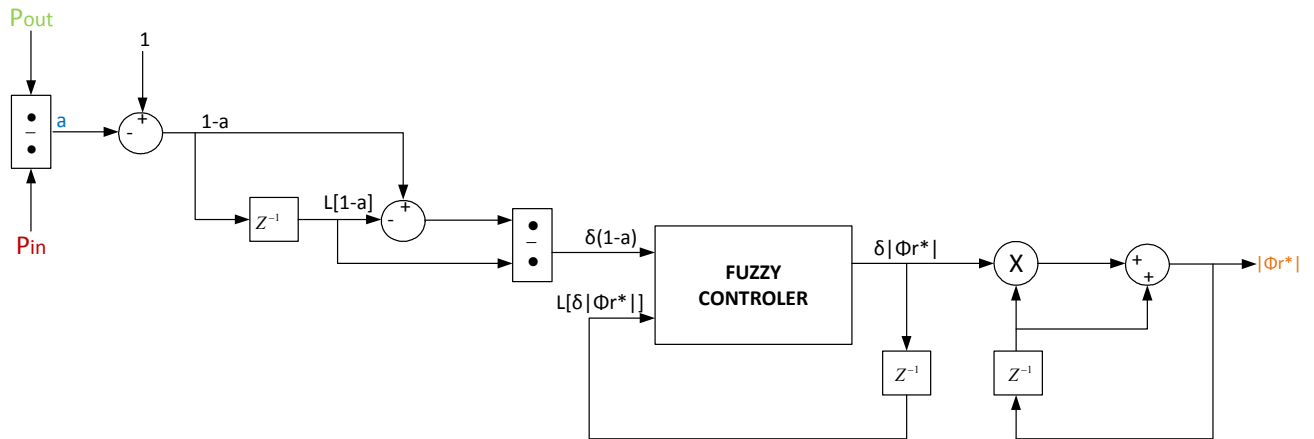 Pout
1
a
+
-
1-a
Pin
Z⁻¹
L[1-a]
+
-
δ(1-a)
L[δ|Φr*|]
FUZZY
CONTROLER
δ|Φr*|
Z⁻¹
X
Z⁻¹
+
+
|Φr*|